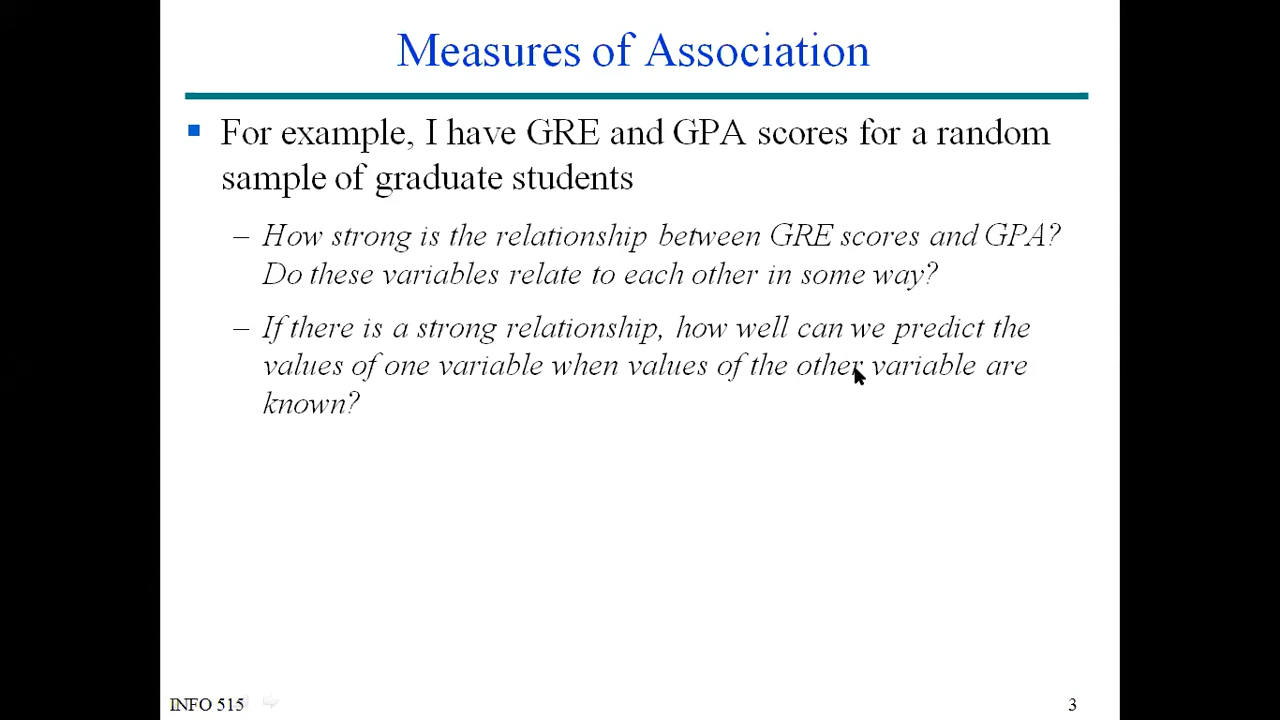 Measures of Association
For example, I have GRE and GPA scores for a random
sample of graduate students
– How strong is the relationship between GRE scores and GPA?
Do these variables relate to each other in some way?
– If there is a strong relationship, how well can we predict the
values of one variable when values of the other variable are
known?
INFO 515
3